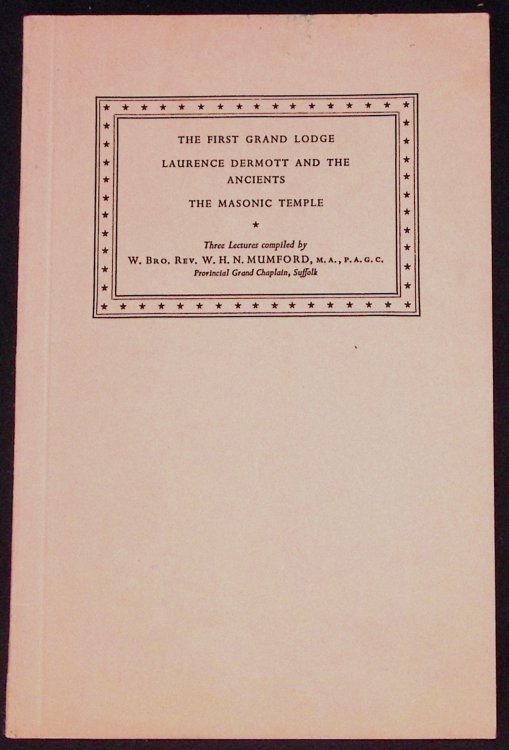 THE FIRST GRAND LODGE
LAURENCE DERMOTT AND THE
ANCIENTS
THE MASONIC TEMPLE
Three Lectures compiled by
W. BRO. REV. W. H. N. MUMFORD, M.A., P.A.G.C.
Provincial Grand Chaplain, Suffolk